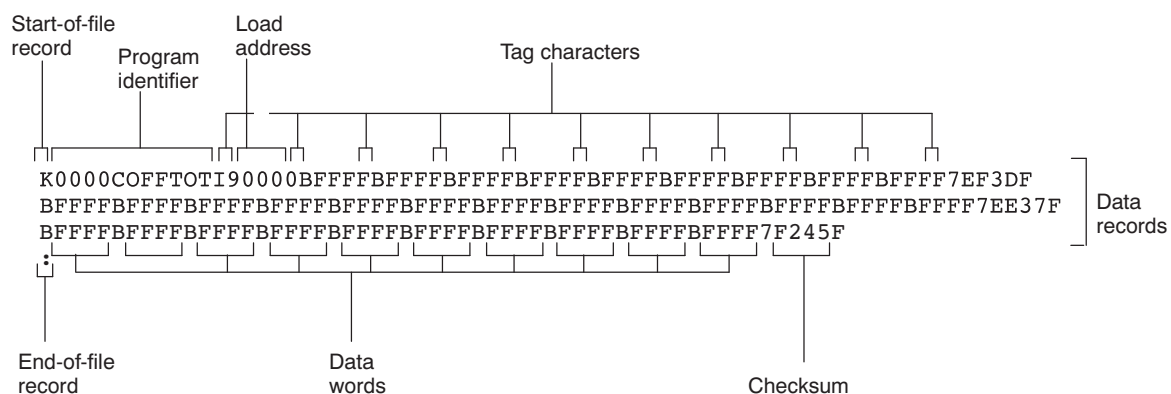 Start-of-file
record
Program
identifier
Load
address
Tag characters
K0000COFFTOTI90000BFFFFBFFFFBFFFFBFFFFBFFFFBFFFFBFFFFBFFFFBFFFF7EF3DF
BFFFFBFFFFBFFFFBFFFFBFFFFBFFFFBFFFFBFFFFBFFFFBFFFFBFFFFBFFFFBFFFF7EE37F
BFFFFBFFFFBFFFFBFFFFBFFFFBFFFFBFFFFBFFFFBFFFFBFFFF7F245F
:
Data
records
End-of-file
record
Data
words
Checksum